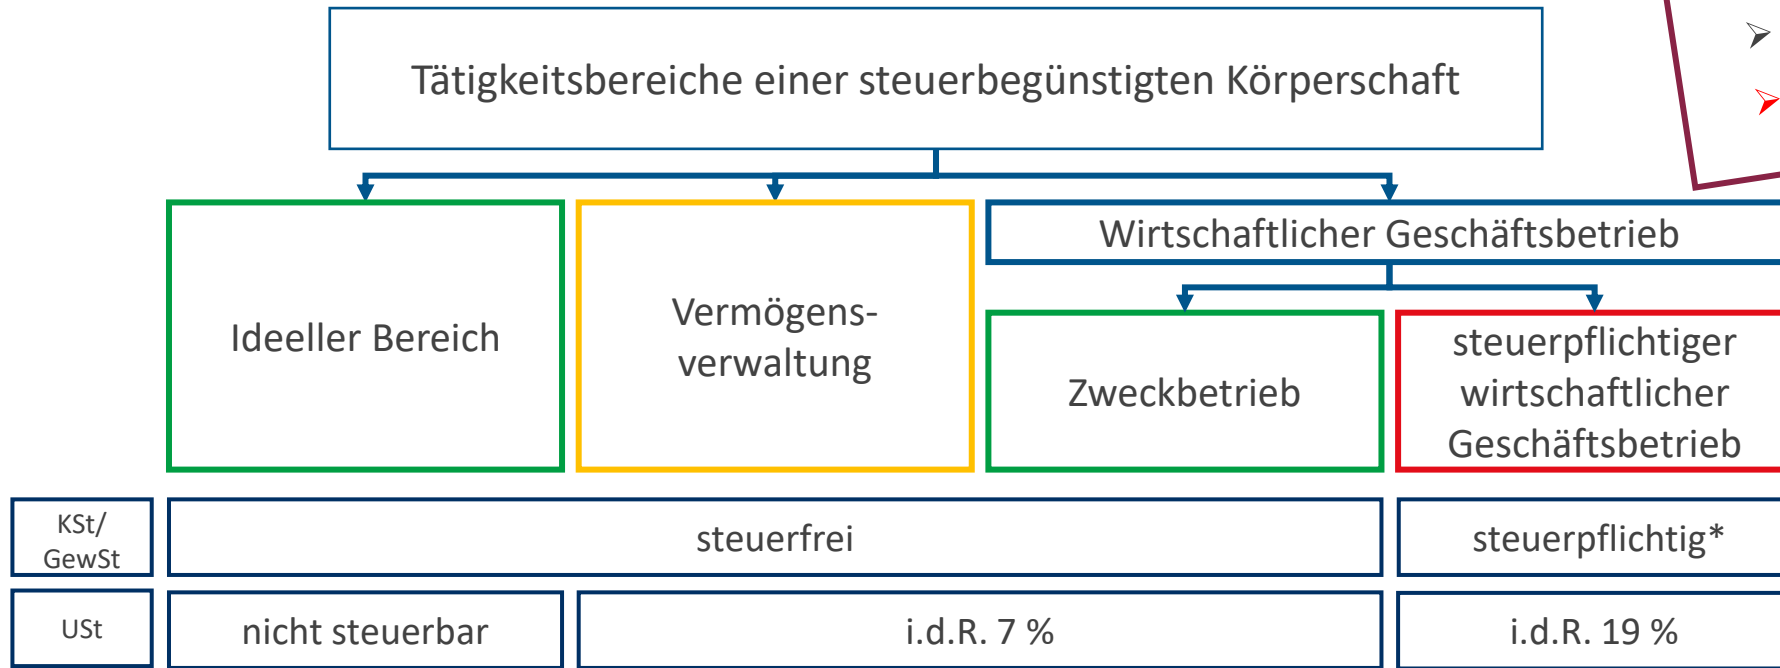 Tätigkeitsbereiche einer steuerbegünstigten Körperschaft
Ideeller Bereich
Vermögens-
verwaltung
Wirtschaftlicher Geschäftsbetrieb
Zweckbetrieb
steuerpflichtiger
wirtschaftlicher
Geschäftsbetrieb
KSt/
GewSt
steuerfrei
steuerpflichtig*
USt
nicht steuerbar
i.d.R. 7 %
i.d.R. 19 %